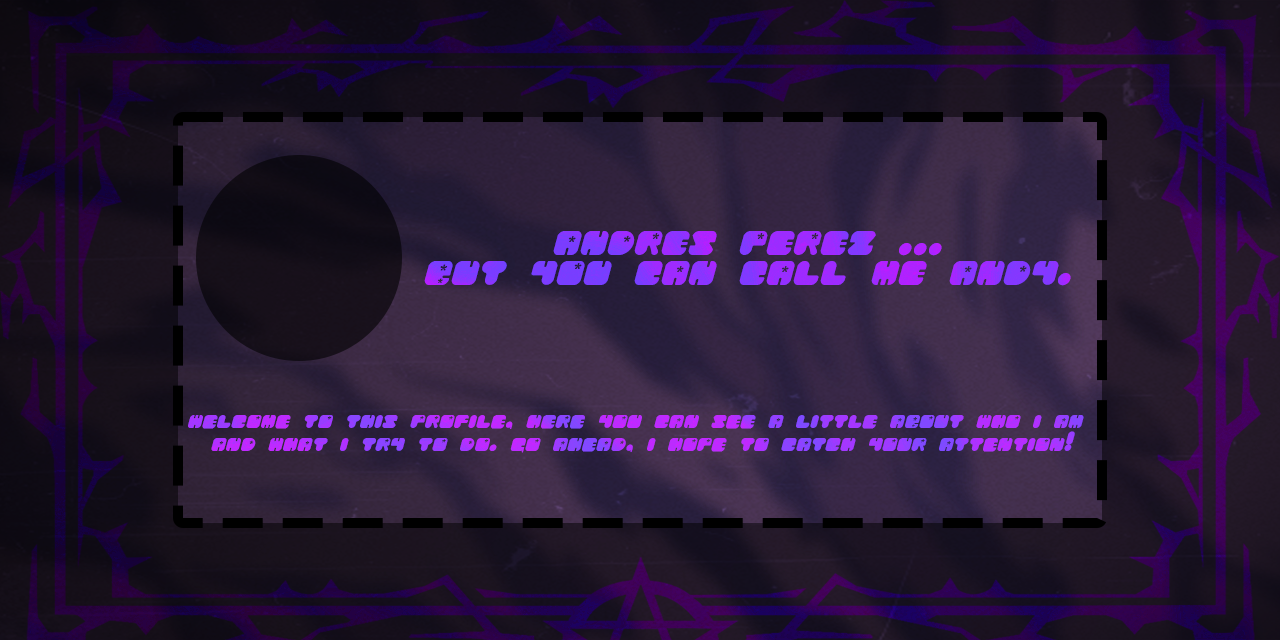 ANDRES PEREZ ...
BUT YOU CAN CALL ME ANDY.
WELCOME TO THIS PROFILE, HERE YOU CAN SEE A LITTLE ABOUT WHO I AM
AND WHAT I TRY TO DO. GO AHEAD, I HOPE TO CATCH YOUR ATTENTION!